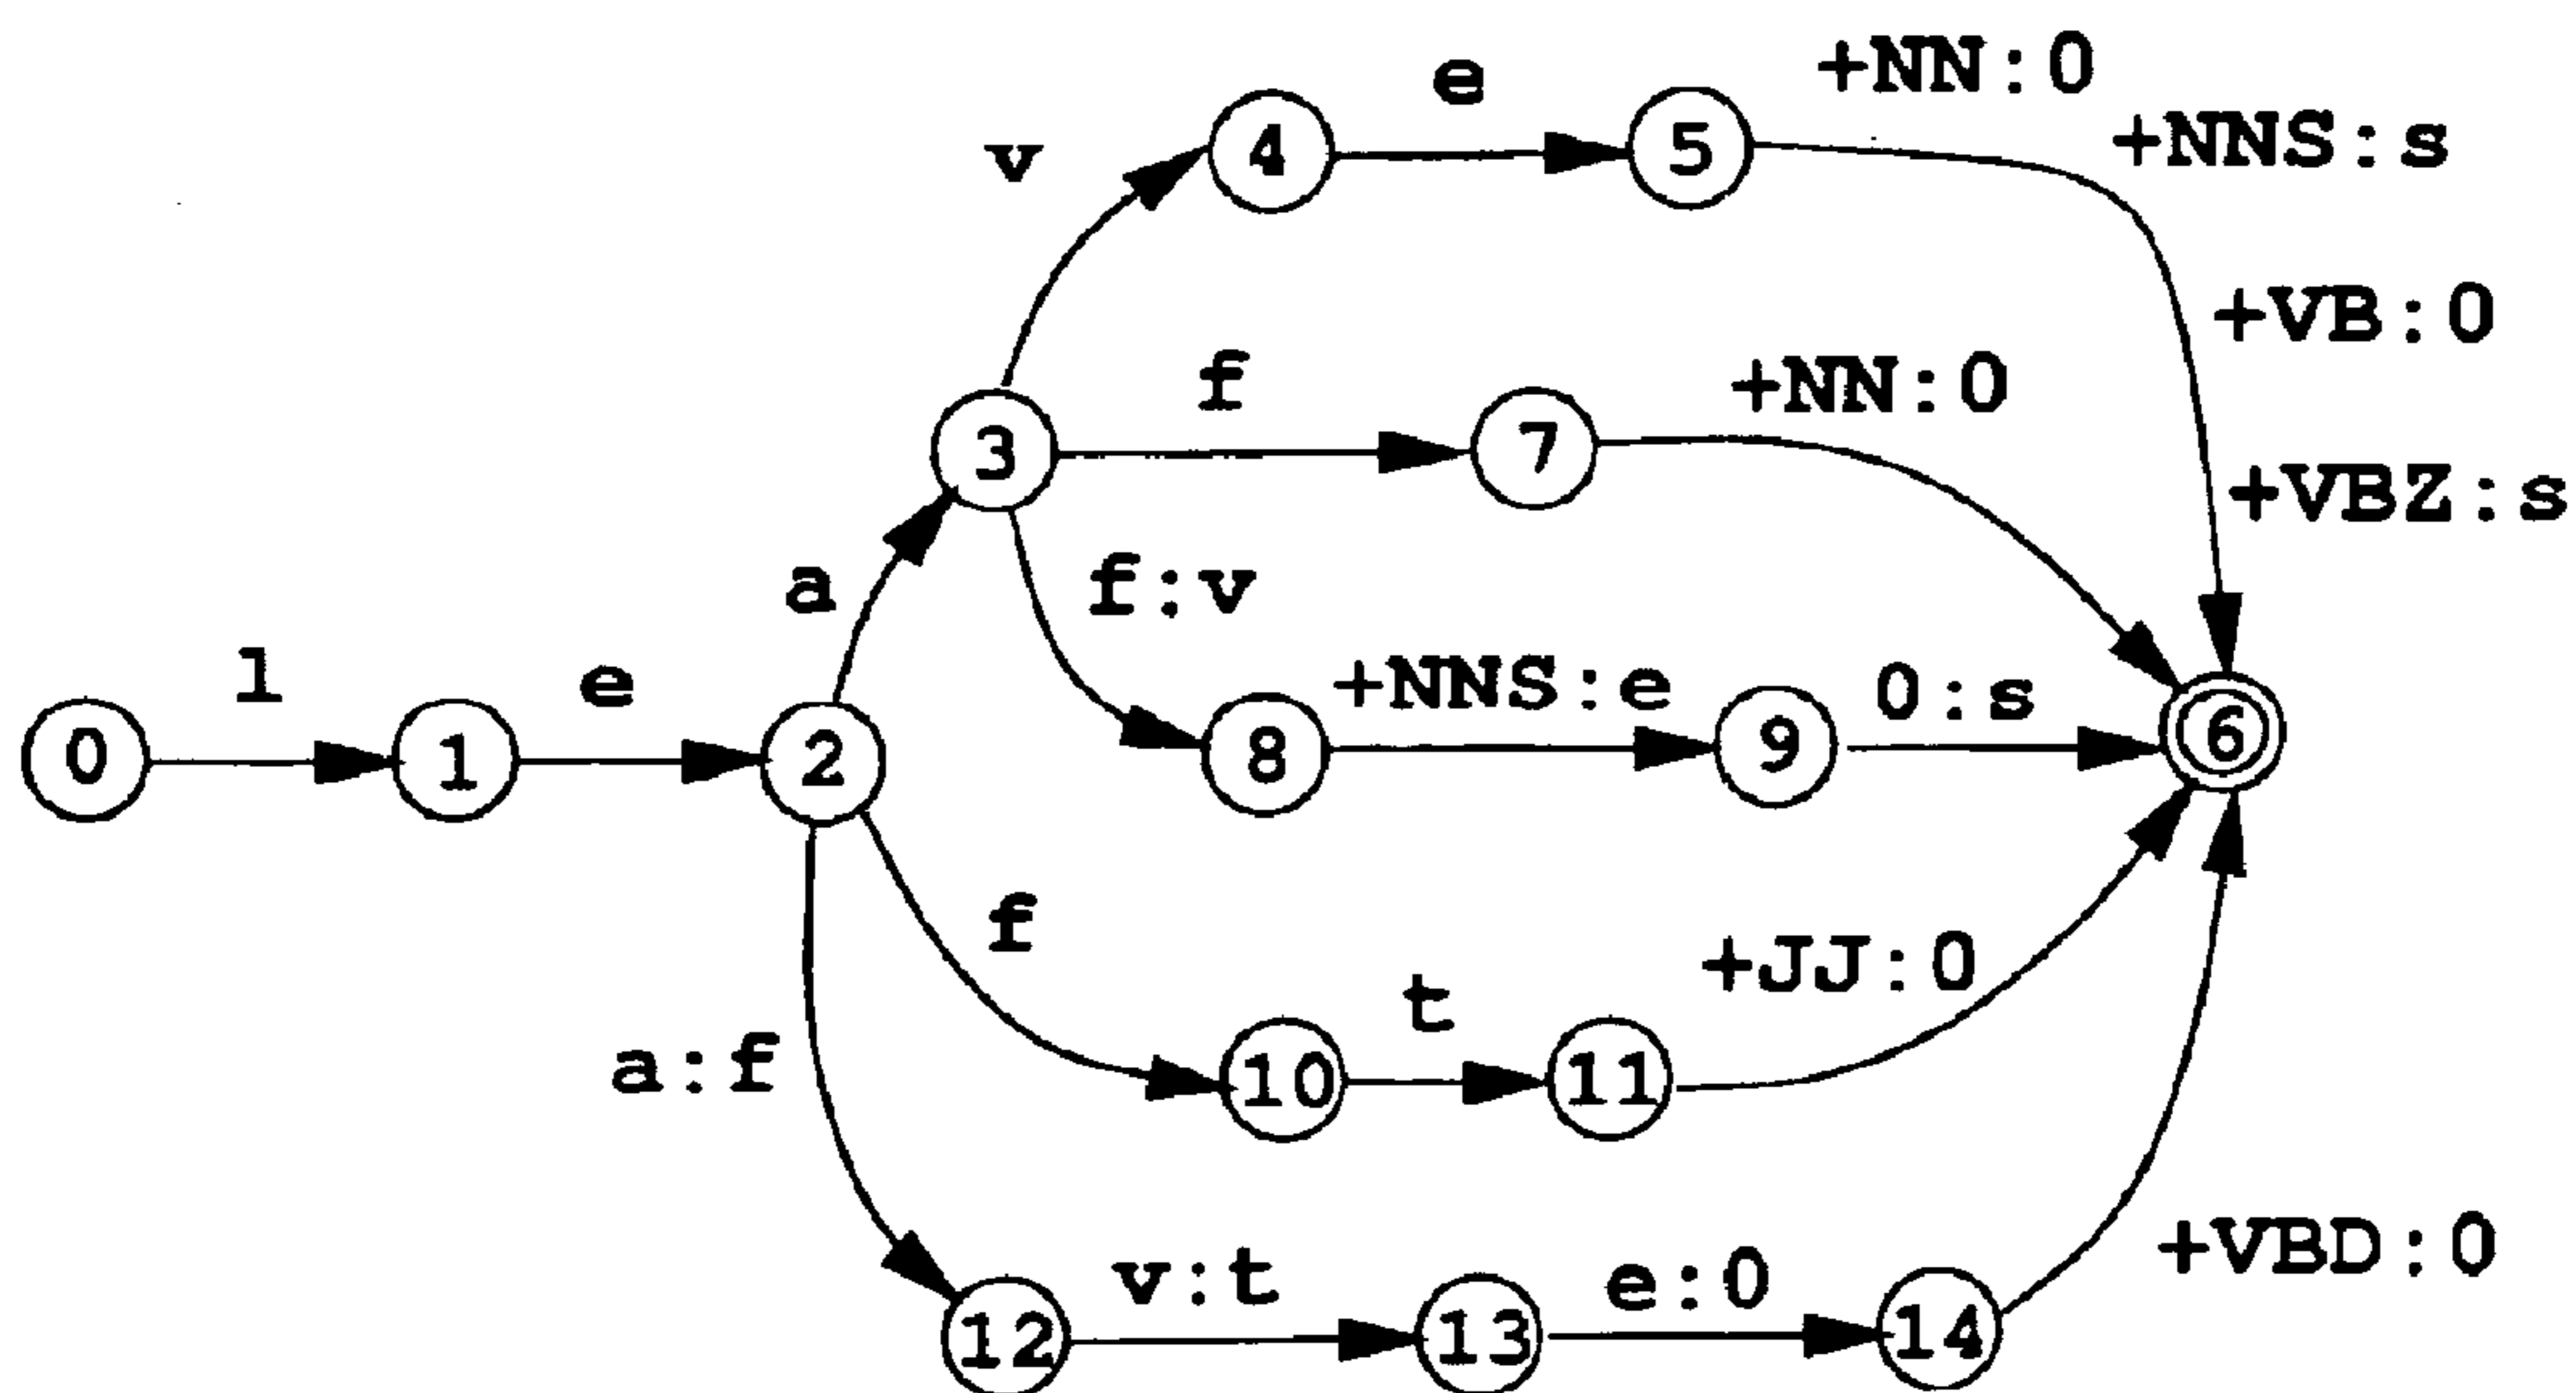 e +NN:0
+NNS:s
v 4 5
+VB:0
f +NN:0
3 7
+VBZ:s
a f:v
l e +NNS:e 0:s
0 1 2 8 9 6
f +JJ:0
t
a:f 10 11
v:t e:0 +VBD:0
12 13 14